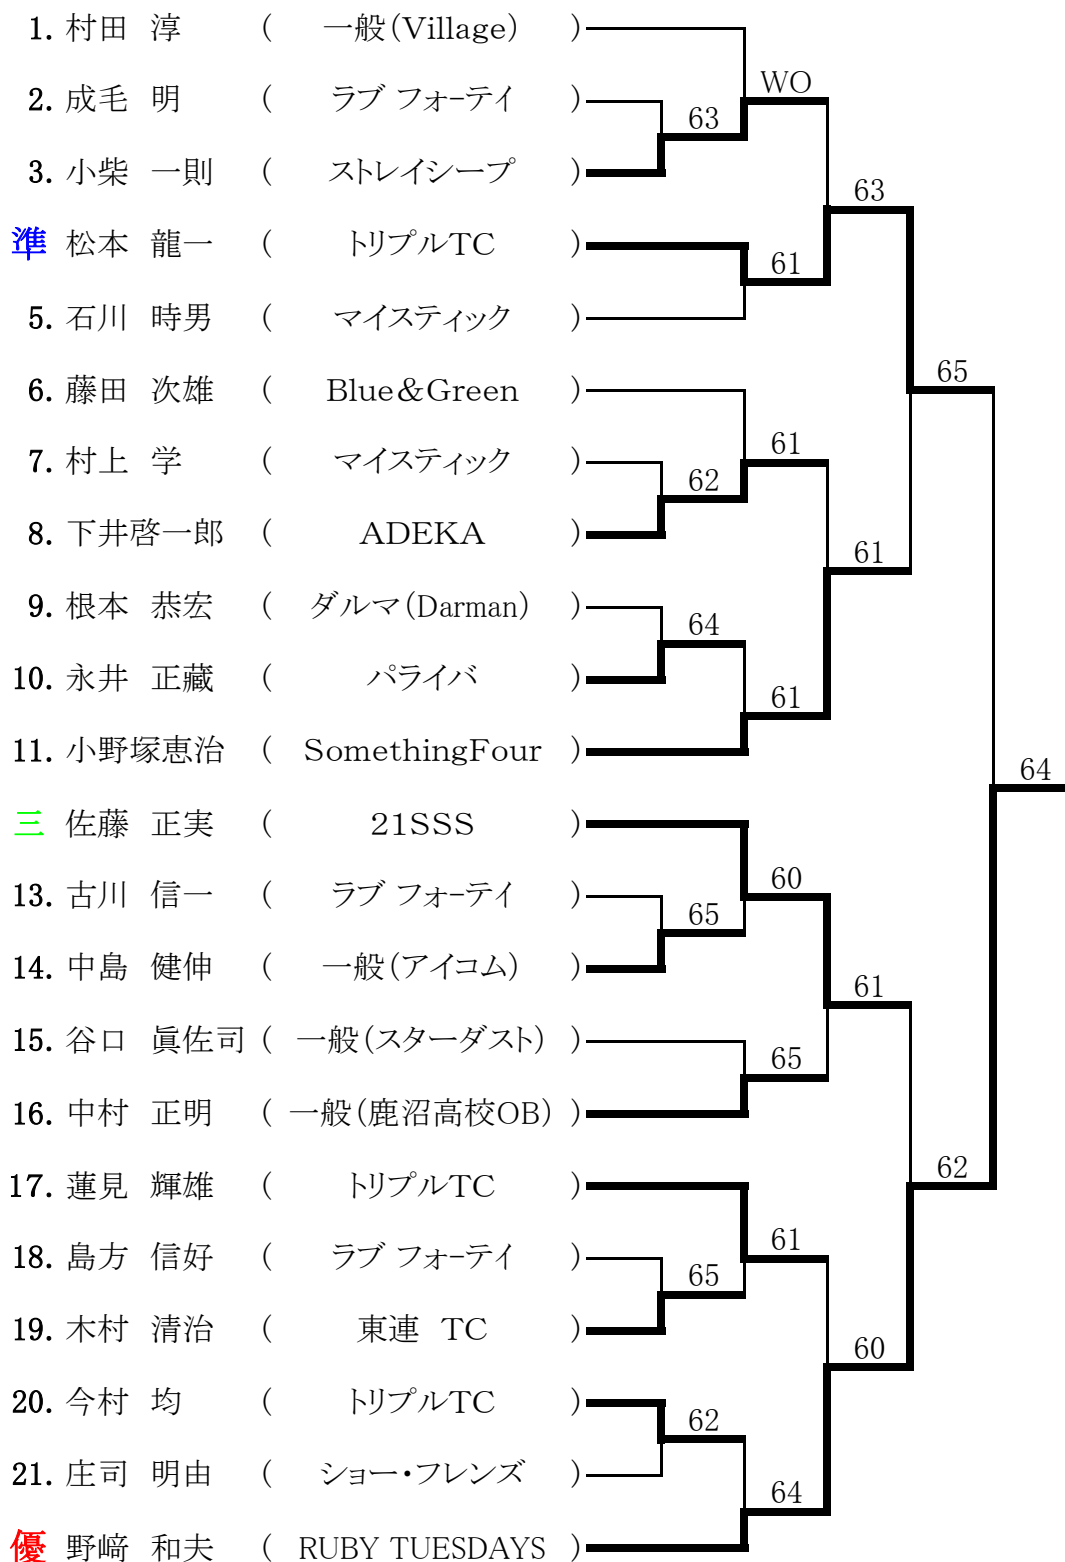 1. 村田 淳 ( 一般(Village) )
WO
2. 成毛 明 ( ラブ フォーテイ )
63
3. 小柴 一則 ( ストレイシープ )
63
準 松本 龍一 ( トリプルTC )
61
5. 石川 時男 ( マイスティック )
65
6. 藤田 次雄 ( Blue&Green )
61
7. 村上 学 ( マイスティック )
62
8. 下井啓一郎 ( ADEKA )
61
9. 根本 恭宏 ( ダルマ(Darman) )
64
10. 永井 正藏 ( パライバ )
61
11. 小野塚恵治 ( SomethingFour )
64
三 佐藤 正実 ( 21SSS )
60
13. 古川 信一 ( ラブ フォーテイ )
65
14. 中島 健伸 ( 一般(アイコム) )
61
15. 谷口 眞佐司 ( 一般(スターダスト) )
65
16. 中村 正明 ( 一般(鹿沼高校OB) )
62
17. 蓮見 輝雄 ( トリプルTC )
61
18. 島方 信好 ( ラブ フォーテイ )
65
19. 木村 清治 ( 東連 TC )
60
20. 今村 均 ( トリプルTC )
62
21. 庄司 明由 ( ショー・フレンズ )
64
優 野﨑 和夫 ( RUBY TUESDAYS )